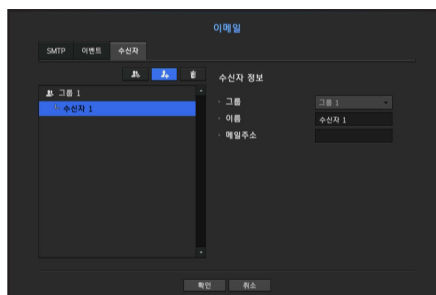 이메일
SMTP 이벤트 수신자
수신자 정보
그룹 1
수신자 1
그룹 그룹 1
이름 수신자 1
메일주소
확인 취소